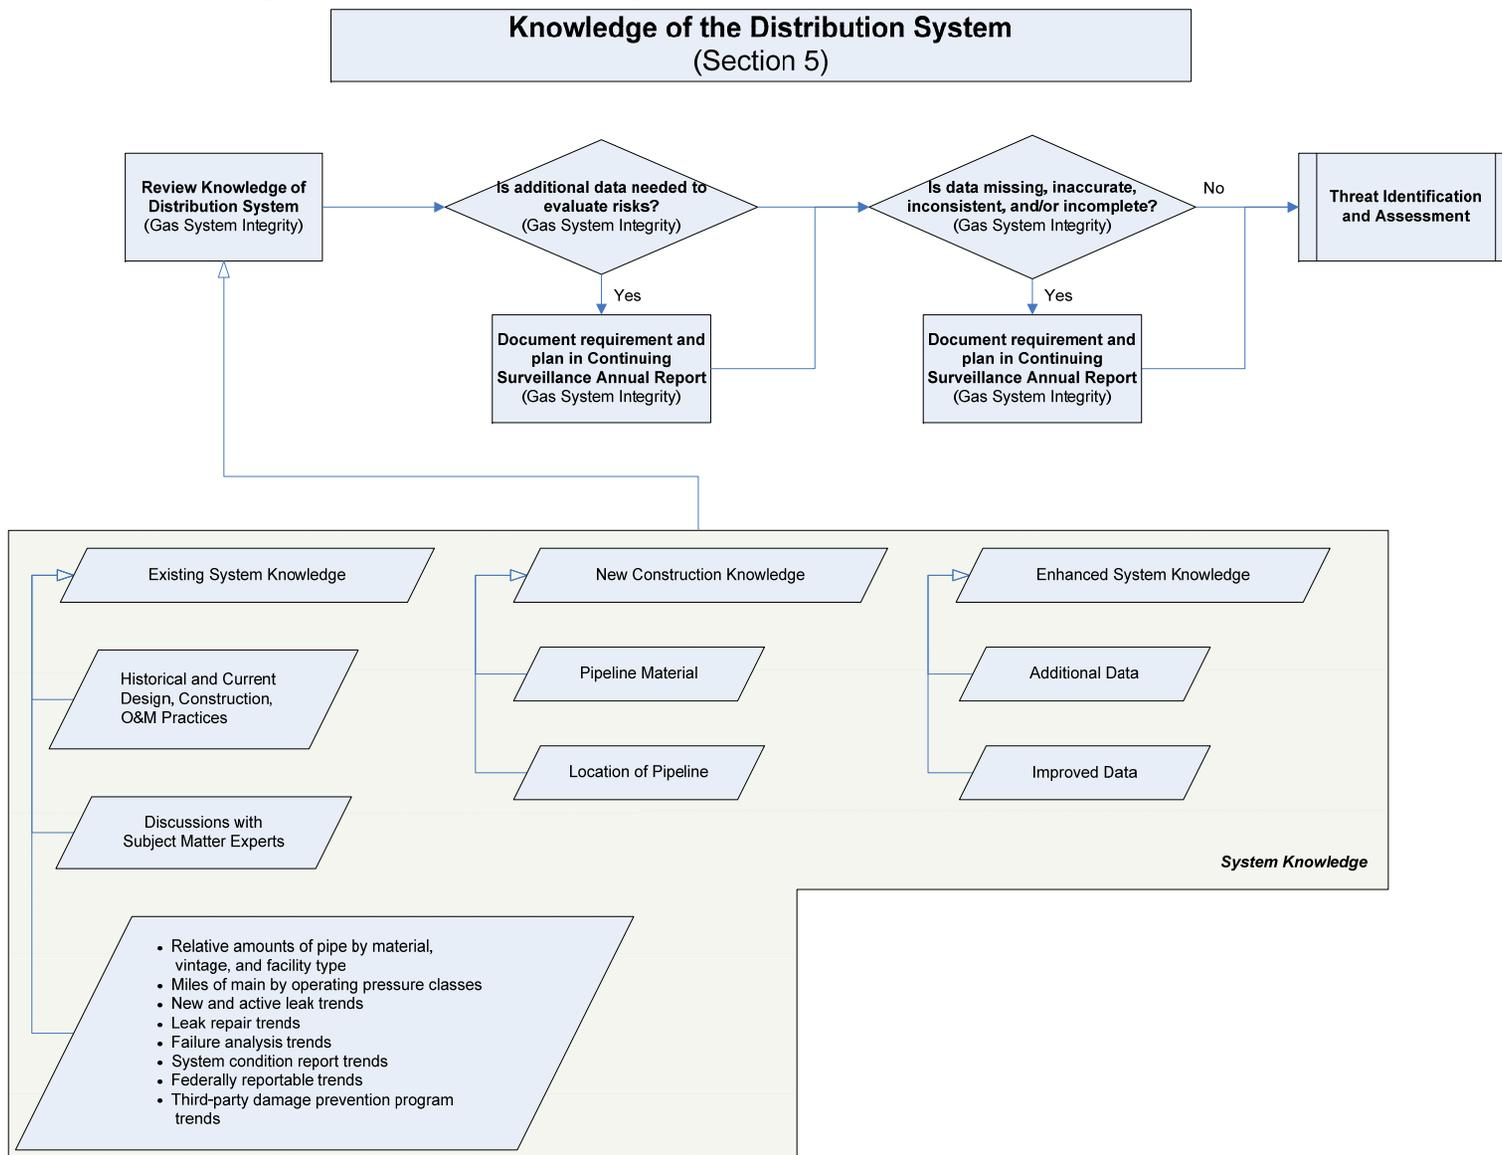 Knowledge of the Distribution System
(Section 5)
Review Knowledge of
Distribution System
(Gas System Integrity)
Is additional data needed to
evaluate risks?
(Gas System Integrity)
Is data missing, inaccurate,
inconsistent, and/or incomplete?
(Gas System Integrity)
No
Threat Identification
and Assessment
Yes
Document requirement and
plan in Continuing
Surveillance Annual Report
(Gas System Integrity)
Yes
Document requirement and
plan in Continuing
Surveillance Annual Report
(Gas System Integrity)
Existing System Knowledge
Historical and Current
Design, Construction,
O&M Practices
Discussions with
Subject Matter Experts
• Relative amounts of pipe by material,
vintage, and facility type
• Miles of main by operating pressure classes
• New and active leak trends
• Leak repair trends
• Failure analysis trends
• System condition report trends
• Federally reportable trends
• Third-party damage prevention program
trends
New Construction Knowledge
Pipeline Material
Location of Pipeline
Enhanced System Knowledge
Additional Data
Improved Data
System Knowledge